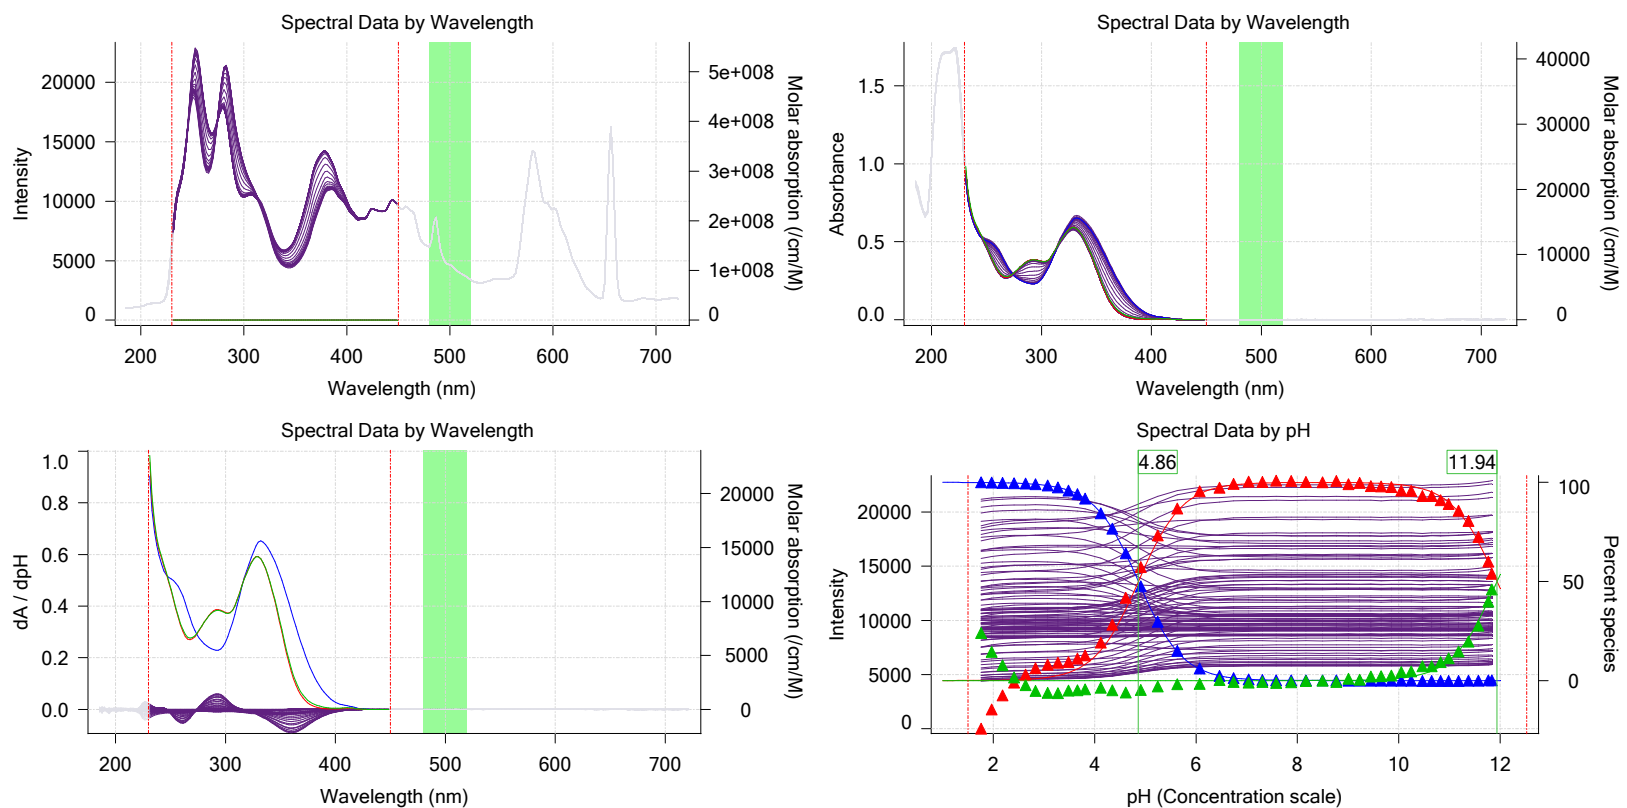 Spectral Data by Wavelength
Intensity
20000
15000
10000
5000
0
5e+008
4e+008
3e+008
2e+008
1e+008
0
Molar absorption (/cm/M)
200 300 400 500 600 700
Wavelength (nm)
Spectral Data by Wavelength
Absorbance
1.5
1.0
0.5
0.0
40000
30000
20000
10000
0
Molar absorption (/cm/M)
200 300 400 500 600 700
Wavelength (nm)
Spectral Data by Wavelength
dA / dpH
1.0
0.8
0.6
0.4
0.2
0.0
20000
15000
10000
5000
0
Molar absorption (/cm/M)
200 300 400 500 600 700
Wavelength (nm)
Spectral Data by pH
4.86 11.94
Intensity
20000
15000
10000
5000
0
100
50
0
Percent species
2 4 6 8 10 12
pH (Concentration scale)